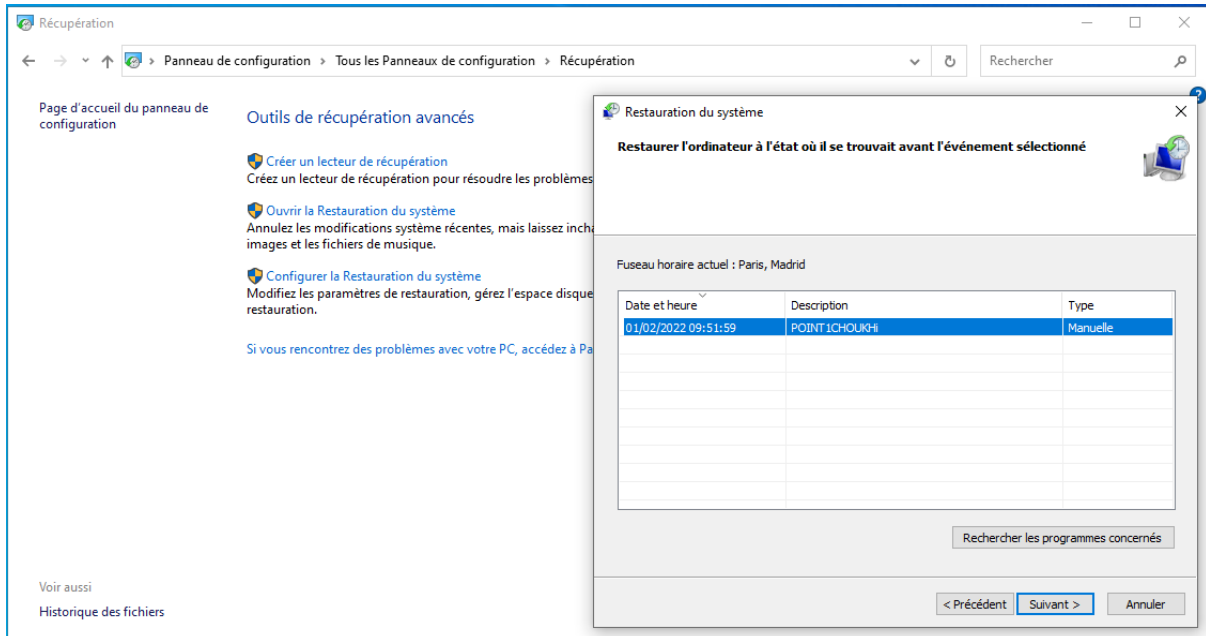 Récupération
Panneau de configuration > Tous les Panneaux de configuration > Récupération
Rechercher
Page d'accueil du panneau de
configuration
Outils de récupération avancés
Créer un lecteur de récupération
Créez un lecteur de récupération pour résoudre les problèmes
Ouvrir la Restauration du système
Annulez les modifications système récentes, mais laissez incha
images et les fichiers de musique.
Configurer la Restauration du système
Modifiez les paramètres de restauration, gérez l'espace disque
restauration.
Si vous rencontrez des problèmes avec votre PC, accédez à Pa
Voir aussi
Historique des fichiers
?
Restauration du système
Restaurer l'ordinateur à l'état où il se trouvait avant l'événement sélectionné
Fuseau horaire actuel : Paris, Madrid
Date et heure Description Type
01/02/2022 09:51:59 POINT1CHOUKHi Manuelle
Rechercher les programmes concernés
< Précédent Suivant > Annuler